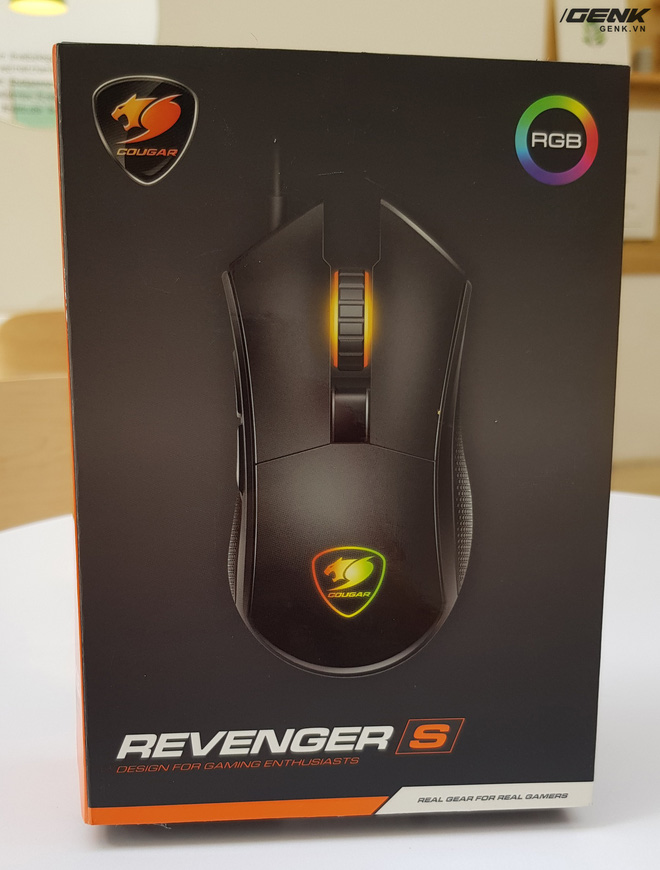 GENK
GENK.VN
COUGAR
RGB
COUGAR
REVENGER S
DESIGN FOR GAMING ENTHUSIASTS
REAL GEAR FOR REAL GAMERS